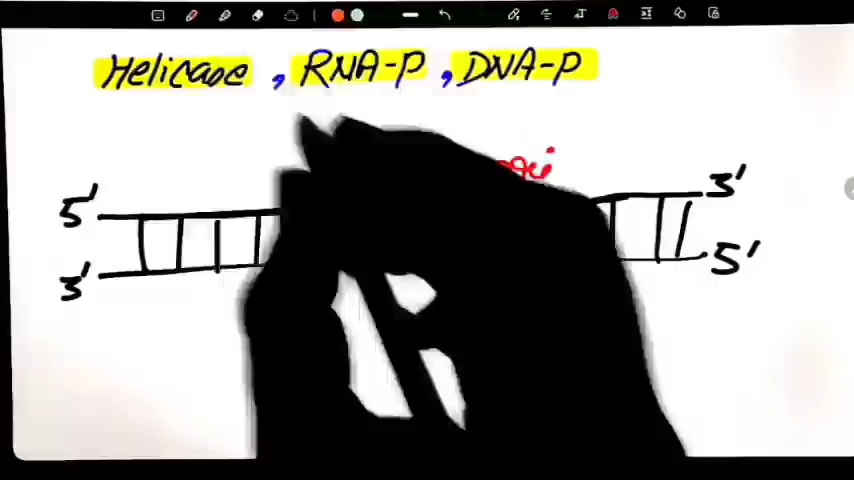 Helicase, RNA-P, DNA-P
5' 3'
3' 5'